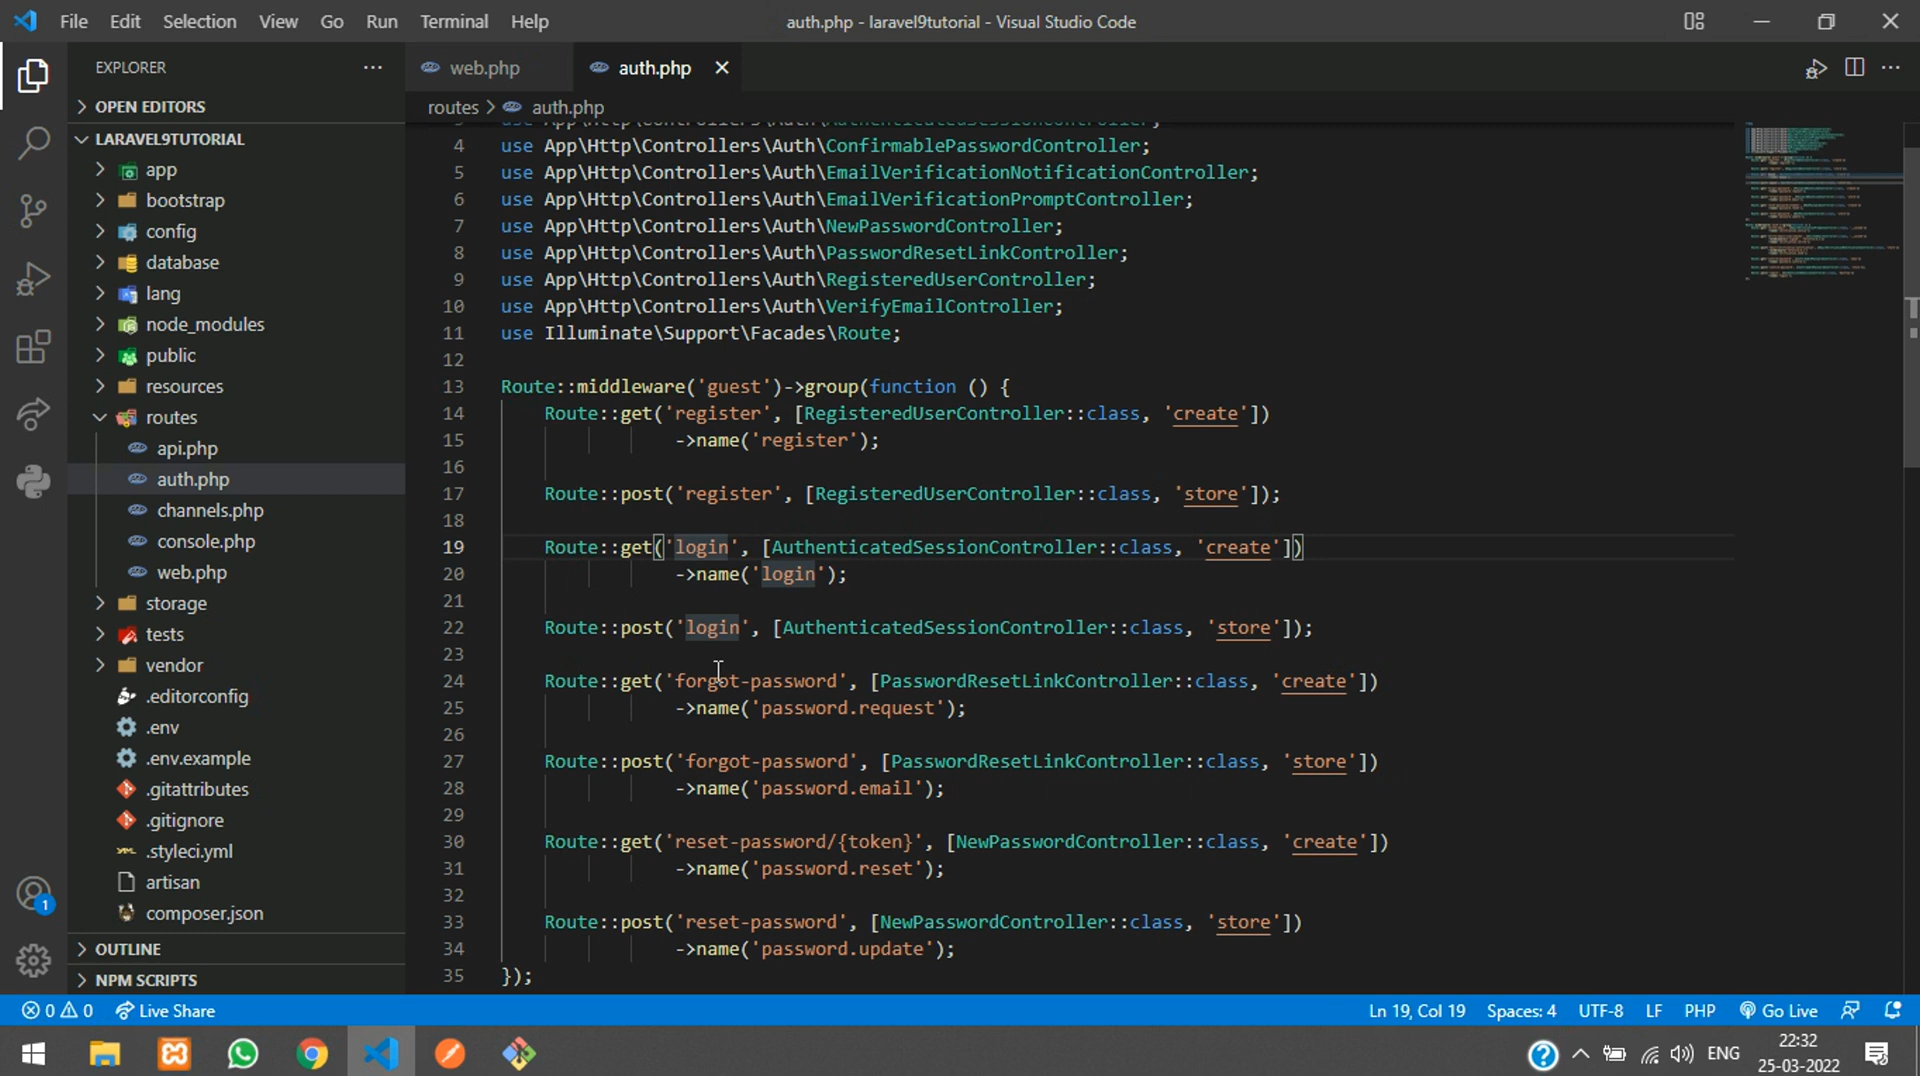 File Edit Selection View Go Run Terminal Help
auth.php - laravel9tutorial - Visual Studio Code
EXPLORER
web.php
auth.php
OPEN EDITORS
routes > auth.php
LARAVEL9TUTORIAL
app
bootstrap
config
database
lang
node_modules
public
resources
routes
api.php
auth.php
channels.php
console.php
web.php
storage
tests
vendor
.editorconfig
.env
.env.example
.gitattributes
.gitignore
.styleci.yml
artisan
composer.json
OUTLINE
NPM SCRIPTS
3 use App\Http\Controllers\Auth\AuthenticatedSessionController;
4 use App\Http\Controllers\Auth\ConfirmablePasswordController;
5 use App\Http\Controllers\Auth\EmailVerificationNotificationController;
6 use App\Http\Controllers\Auth\EmailVerificationPromptController;
7 use App\Http\Controllers\Auth\NewPasswordController;
8 use App\Http\Controllers\Auth\PasswordResetLinkController;
9 use App\Http\Controllers\Auth\RegisteredUserController;
10 use App\Http\Controllers\Auth\VerifyEmailController;
11 use Illuminate\Support\Facades\Route;
12
13 Route::middleware('guest')->group(function () {
14 Route::get('register', [RegisteredUserController::class, 'create'])
15 ->name('register');
16
17 Route::post('register', [RegisteredUserController::class, 'store']);
18
19 Route::get('login', [AuthenticatedSessionController::class, 'create'])
20 ->name('login');
21
22 Route::post('login', [AuthenticatedSessionController::class, 'store']);
23
24 Route::get('forgot-password', [PasswordResetLinkController::class, 'create'])
25 ->name('password.request');
26
27 Route::post('forgot-password', [PasswordResetLinkController::class, 'store'])
28 ->name('password.email');
29
30 Route::get('reset-password/{token}', [NewPasswordController::class, 'create'])
31 ->name('password.reset');
32
33 Route::post('reset-password', [NewPasswordController::class, 'store'])
34 ->name('password.update');
35 });
1
0 0 Live Share
Ln 19, Col 19 Spaces: 4 UTF-8 LF PHP Go Live
ENG
22:32
25-03-2022